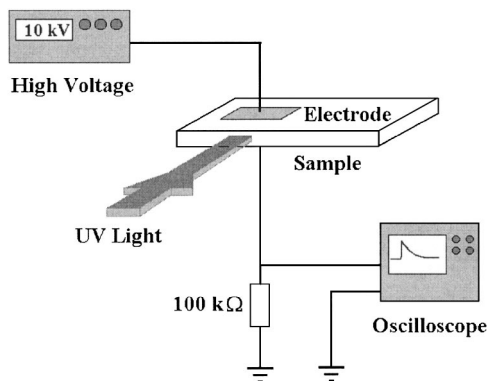 10 kV
High Voltage
Electrode
Sample
UV Light
100 kΩ
Oscilloscope